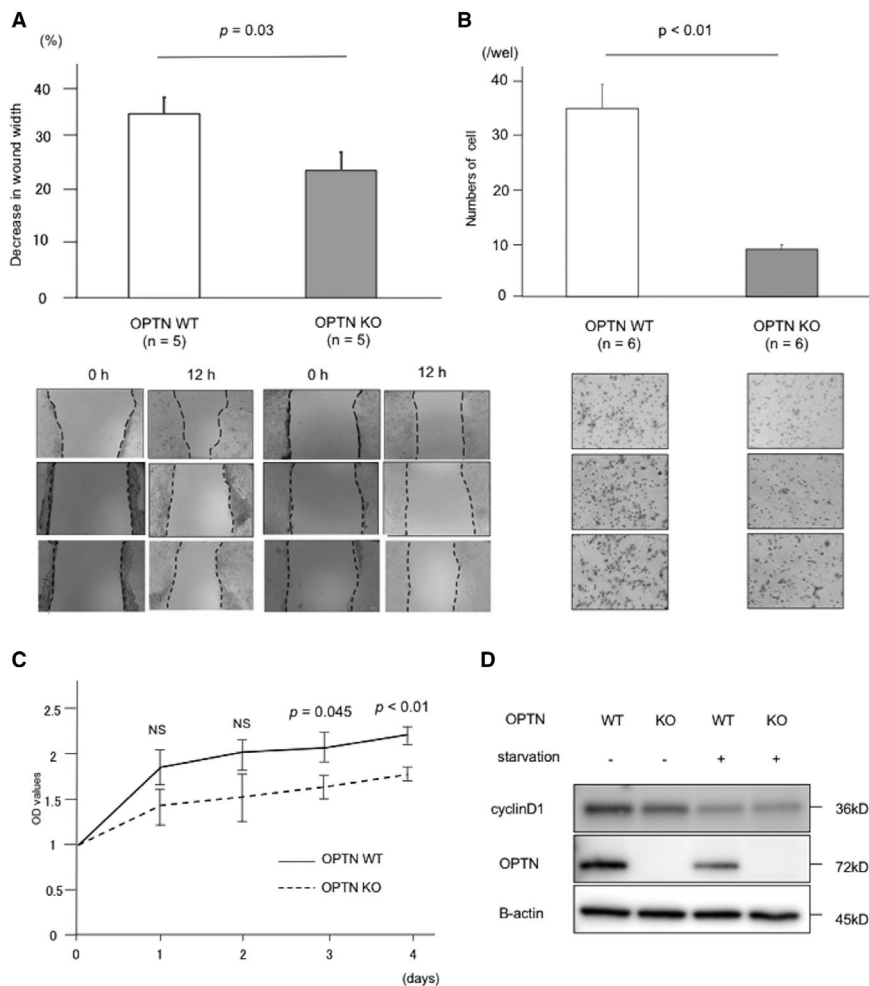 A
(%)
p = 0.03
Decrease in wound width
40
30
20
10
0
OPTN WT
(n = 5)
OPTN KO
(n = 5)
0 h
12 h
0 h
12 h
B
(/wel)
p < 0.01
Numbers of cell
40
30
20
10
0
OPTN WT
(n = 6)
OPTN KO
(n = 6)
C
OD values
2.5
2
1.5
1
0.5
0
NS
NS
p = 0.045
p < 0.01
OPTN WT
OPTN KO
0
1
2
3
4
(days)
D
OPTN WT KO WT KO
starvation - - + +
cyclinD1 36kD
OPTN 72kD
B-actin 45kD